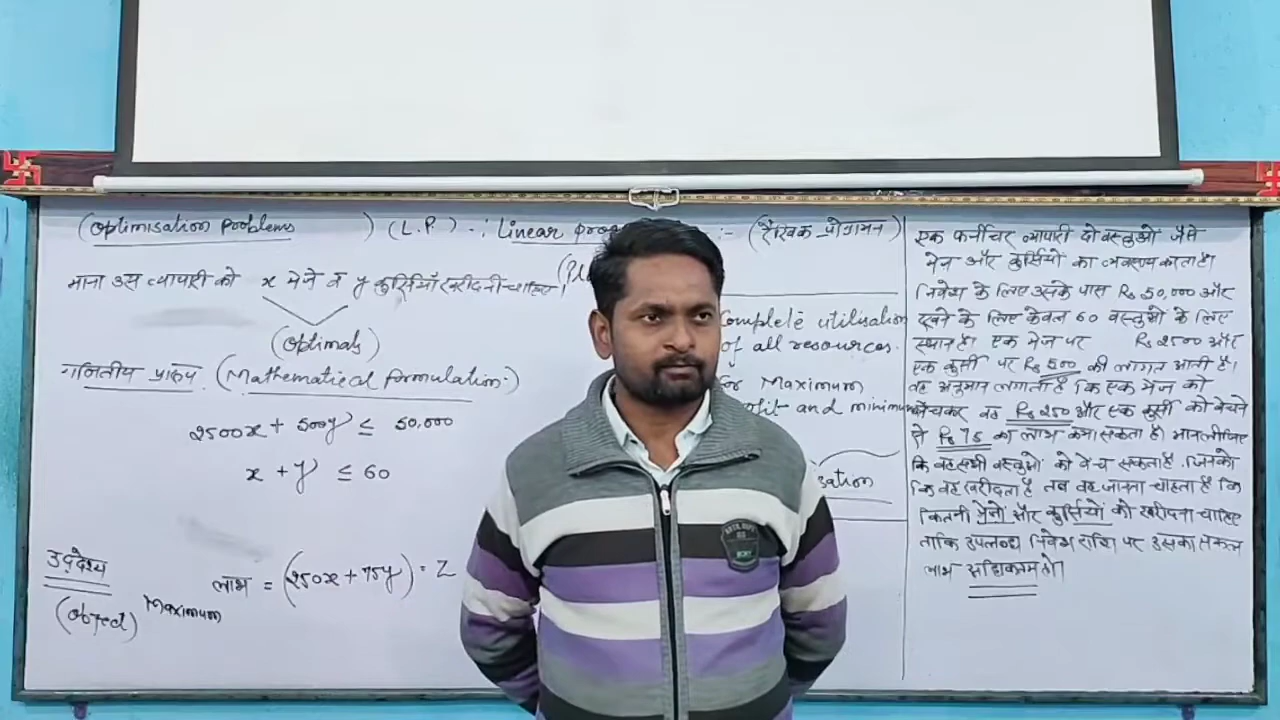 (Optimisation Problems ) (L.P.) :- Linear prog :- (रैखिक प्रोग्रामन)
माना उस व्यापारी को x मेजे व y कुर्सियाँ खरीदनी चाहिए।
(Optimals)
गणितीय प्रारूप (Mathematical formulation:-)
2500x + 500y ≤ 50,000
x + y ≤ 60
उद्देश्य
(Object)
Maximum
लाभ = (250x + 75y) = Z
Complete utilisation
of all resources.
for Maximum
ofit and minimum
sation
एक फर्नीचर व्यापारी दो वस्तुओं जैसे
मेज और कुर्सियों का व्यवसाय करता है।
निवेश के लिए उसके पास Rs 50,000 और
रखने के लिए केवल 60 वस्तुओं के लिए
स्थान है। एक मेज पर Rs 2500 और
एक कुर्सी पर Rs 500 की लागत आती है।
वह अनुमान लगाता है कि एक मेज को
बेचकर वह Rs 250 और एक कुर्सी को बेचने
से Rs 75 का लाभ कमा सकता है। मान लीजिए
कि वह सभी वस्तुओं को बेच सकता है जिनको
कि वह खरीदता है तब वह जानना चाहता है कि
कितनी मेजों और कुर्सियों को खरीदना चाहिए
ताकि उपलब्ध निवेश राशि पर उसका सकल
लाभ अधिकतम हो।